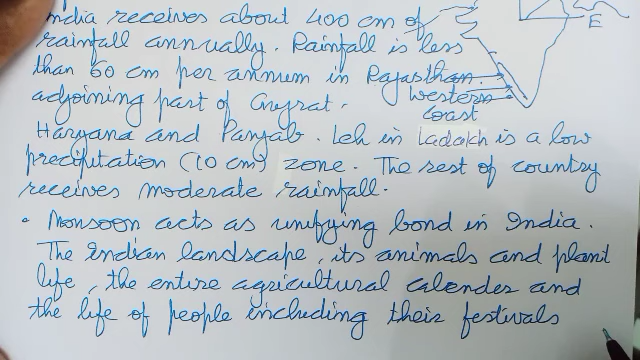 India receives about 400 cm of
rainfall annually. Rainfall is less
than 60 cm per annum in Rajasthan.
adjoining part of Gujrat.
Haryana and Panjab. Leh in Ladakh is a low
precipitation (10 cm) zone. The rest of country
receives moderate rainfall.
• Monsoon acts as unifying bond in India.
The Indian landscape, its animals and plant
life, the entire agricultural calender and
the life of people including their festivals
E
Western
Coast